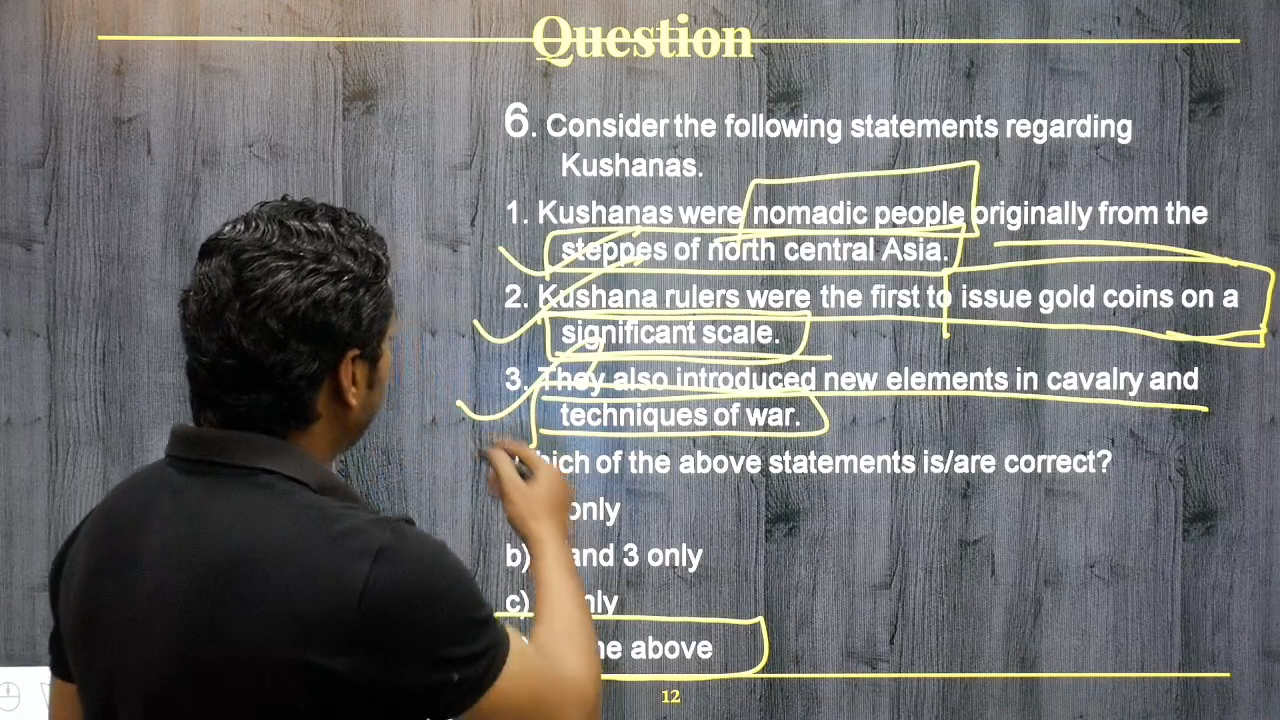 Question
6. Consider the following statements regarding
Kushanas.
1. Kushanas were nomadic people originally from the
steppes of north central Asia.
2. Kushana rulers were the first to issue gold coins on a
significant scale.
3. They also introduced new elements in cavalry and
techniques of war.
of the above statements is/are correct?
only
b) and 3 only
c)
above
12